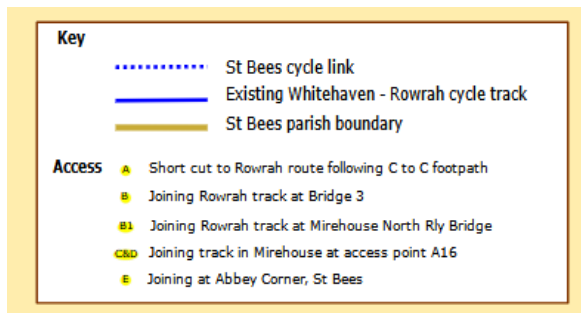 Key
St Bees cycle link
Existing Whitehaven - Rowrah cycle track
St Bees parish boundary
Access A Short cut to Rowrah route following C to C footpath
B Joining Rowrah track at Bridge 3
B1 Joining Rowrah track at Mirehouse North Rly Bridge
C&D Joining track in Mirehouse at access point A16
E Joining at Abbey Corner, St Bees